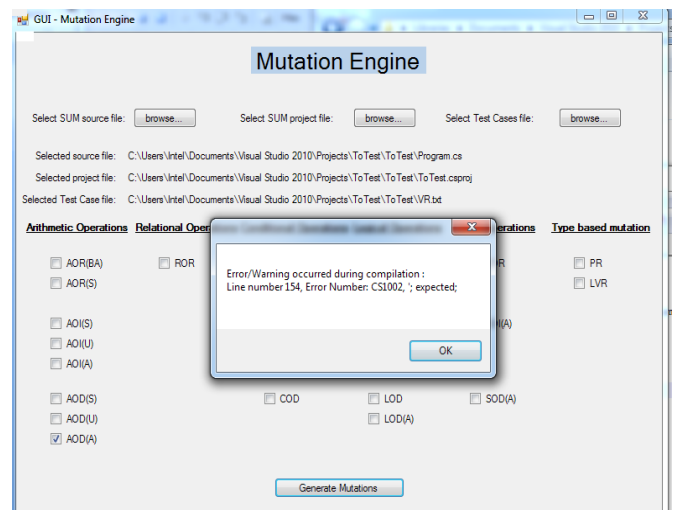 GUI - Mutation Engine
Mutation Engine
Select SUM source file: browse... Select SUM project file: browse... Select Test Cases file: browse...
Selected source file: C:\Users\Intel\Documents\Visual Studio 2010\Projects\ToTest\ToTest\Program.cs
Selected project file: C:\Users\Intel\Documents\Visual Studio 2010\Projects\ToTest\ToTest\ToTest.csproj
Selected Test Case file: C:\Users\Intel\Documents\Visual Studio 2010\Projects\ToTest\ToTest\VR.txt
Arithmetic Operations Relational Oper erations Type based mutation
AOR(BA) ROR PR
AOR(S) LVR
Error/Warning occurred during compilation :
Line number 154, Error Number: CS1002, '; expected;
OK
AOI(S)
AOI(U)
AOI(A)
AOD(S) COD LOD SOD(A)
AOD(U) LOD(A)
AOD(A)
Generate Mutations